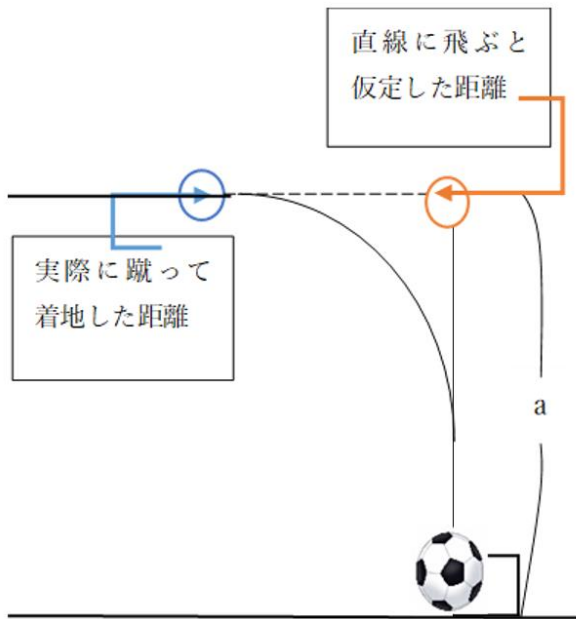 直線に飛ぶと
仮定した距離
実際に蹴って
着地した距離
a